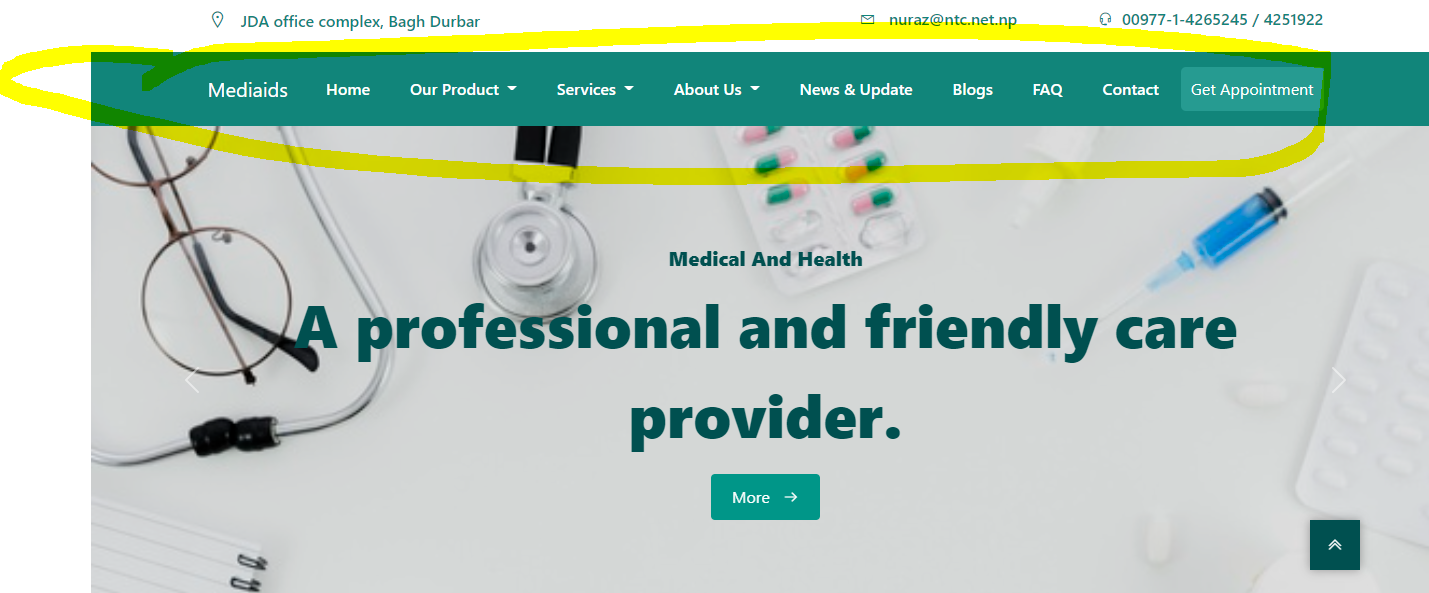 JDA office complex, Bagh Durbar nuraz@ntc.net.np 00977-1-4265245 / 4251922
Mediaids Home Our Product Services About Us News & Update Blogs FAQ Contact Get Appointment
Medical And Health
A professional and friendly care
provider.
More